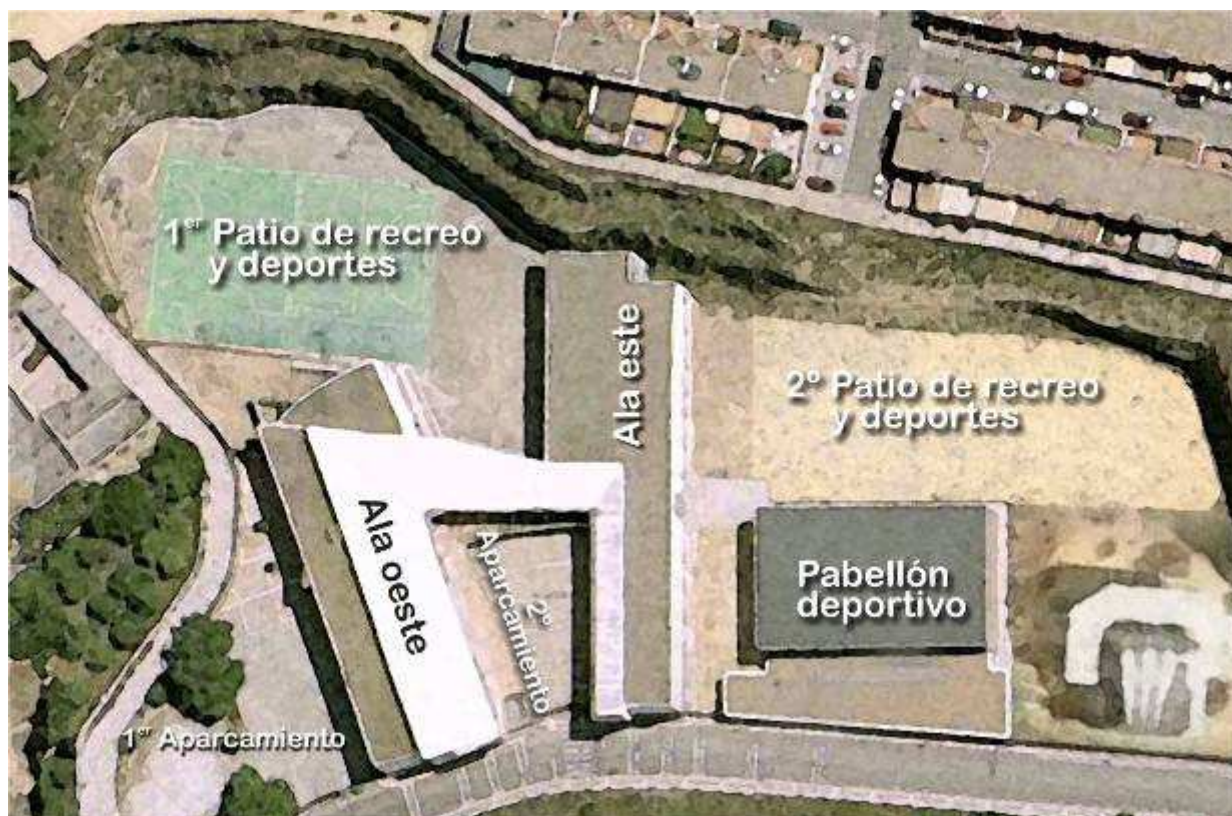 1er Patio de recreo
y deportes
Ala este
2º Patio de recreo
y deportes
Ala oeste
2º
Aparcamiento
Pabellón
deportivo
1er Aparcamiento